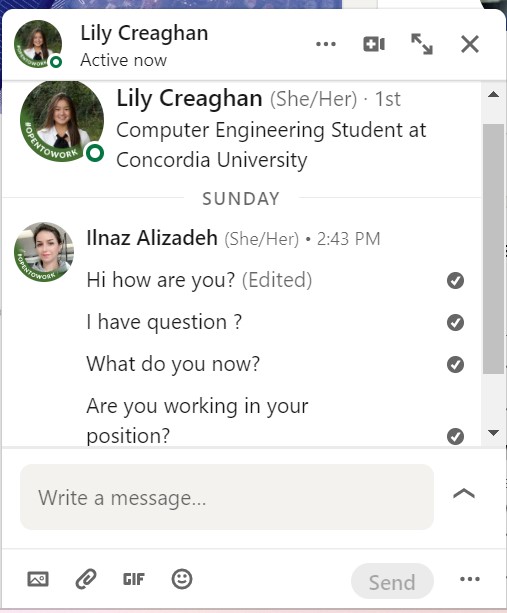 Lily Creaghan
Active now
Lily Creaghan (She/Her) · 1st
#OPENTOWORK
Computer Engineering Student at
Concordia University
SUNDAY
Ilnaz Alizadeh (She/Her) • 2:43 PM
#OPENTOWORK
Hi how are you? (Edited)
I have question ?
What do you now?
Are you working in your
position?
Write a message...
GIF
Send